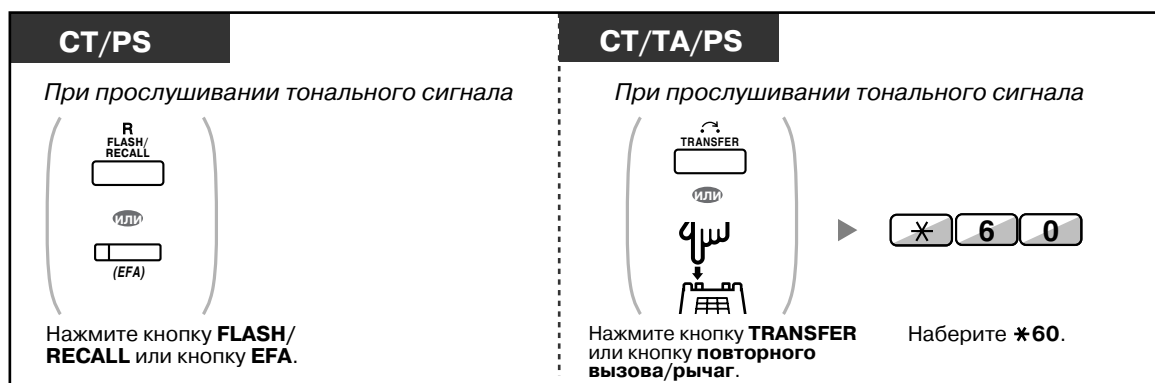 CT/PS
При прослушивании тонального сигнала
R
FLASH/
RECALL
или
(EFA)
Нажмите кнопку FLASH/
RECALL или кнопку EFA.
CT/TA/PS
При прослушивании тонального сигнала
TRANSFER
или
Нажмите кнопку TRANSFER
или кнопку повторного
вызова/рычаг.
* 6 0
Наберите *60.